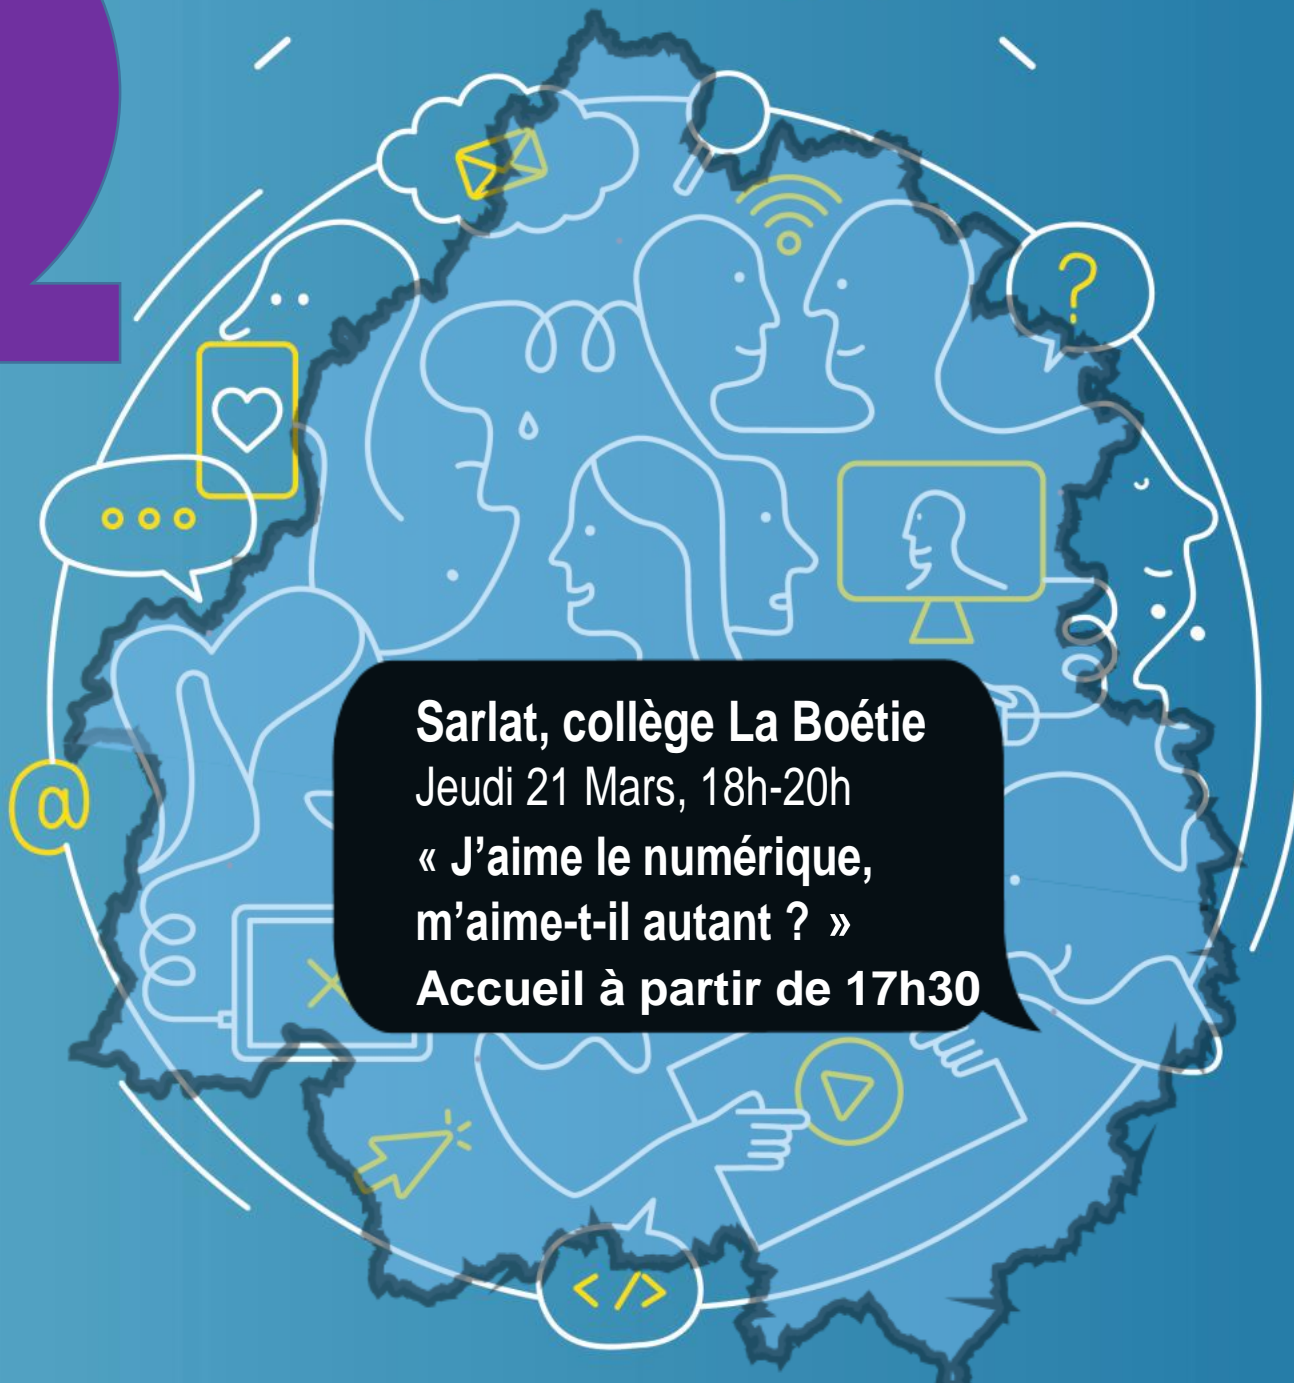 ?
@
Sarlat, collège La Boétie
Jeudi 21 Mars, 18h-20h
« J’aime le numérique,
m’aime-t-il autant ? »
Accueil à partir de 17h30
</>